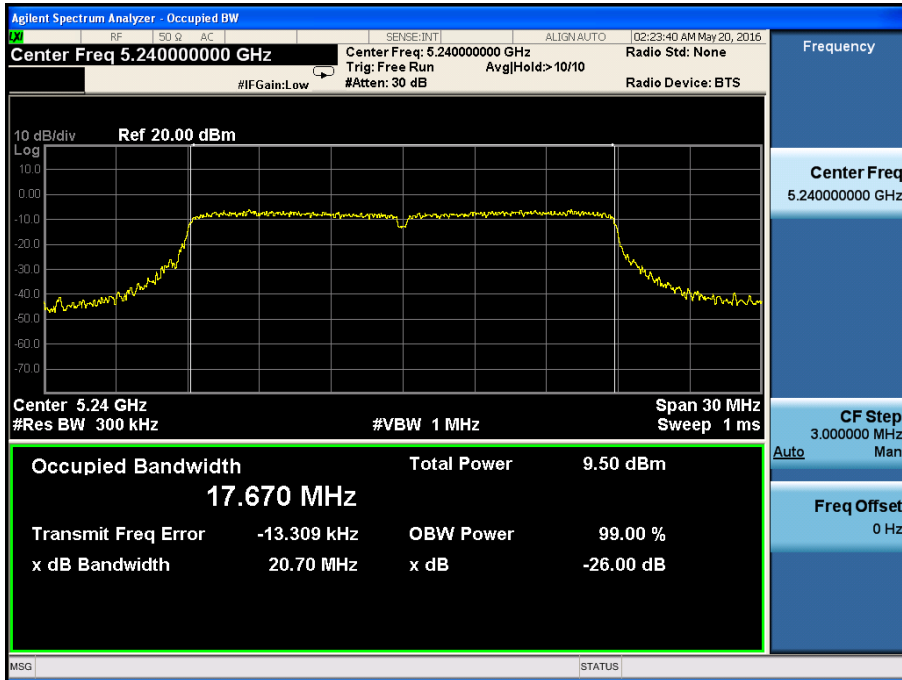 Agilent Spectrum Analyzer - Occupied BW
LXI RF 50 Ω AC SENSE:INT ALIGN AUTO 02:23:40 AM May 20, 2016
Center Freq 5.240000000 GHz
Center Freq: 5.240000000 GHz
Radio Std: None
Trig: Free Run Avg|Hold:>10/10
#IFGain:Low
#Atten: 30 dB
Radio Device: BTS
10 dB/div Ref 20.00 dBm
Log
10.0
0.00
-10.0
-20.0
-30.0
-40.0
-50.0
-60.0
-70.0
Center 5.24 GHz Span 30 MHz
#Res BW 300 kHz #VBW 1 MHz Sweep 1 ms
Occupied Bandwidth Total Power 9.50 dBm
17.670 MHz
Transmit Freq Error -13.309 kHz OBW Power 99.00 %
x dB Bandwidth 20.70 MHz x dB -26.00 dB
MSG STATUS
Frequency
Center Freq
5.240000000 GHz
CF Step
3.000000 MHz
Auto Man
Freq Offset
0 Hz